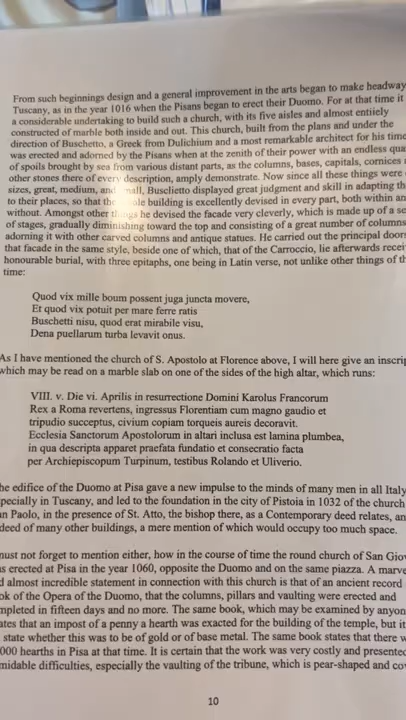 From such beginnings design and a general improvement in the arts began to make headway
Tuscany, as in the year 1016 when the Pisans began to erect their Duomo. For at that time it
a considerable undertaking to build such a church, with its five aisles and almost entirely
constructed of marble both inside and out. This church, built from the plans and under the
direction of Buschetto, a Greek from Dulichium and a most remarkable architect for his time
was erected and adorned by the Pisans when at the zenith of their power with an endless qua
of spoils brought by sea from various distant parts, as the columns, bases, capitals, cornices
other stones there of every description, amply demonstrate. Now since all these things were
sizes, great, medium, and mall, Buschetto displayed great judgment and skill in adapting th
to their places, so that the ole building is excellently devised in every part, both within an
without. Amongst other things he devised the facade very cleverly, which is made up of a se
of stages, gradually diminishing toward the top and consisting of a great number of columns
adorning it with other carved columns and antique statues. He carried out the principal doors
that facade in the same style, beside one of which, that of the Carroccio, he afterwards recei
honourable burial, with three epitaphs, one being in Latin verse, not unlike other things of th
time:
Quod vix mille boum possent juga juncta movere,
Et quod vix potuit per mare ferre ratis
Buschetti nisu, quod erat mirabile visu,
Dena puellarum turba levavit onus.
As I have mentioned the church of S. Apostolo at Florence above, I will here give an inscrip
which may be read on a marble slab on one of the sides of the high altar, which runs:
VIII. v. Die vi. Aprilis in resurrectione Domini Karolus Francorum
Rex a Roma revertens, ingressus Florentiam cum magno gaudio et
tripudio succeptus, civium copiam torqueis aureis decoravit.
Ecclesia Sanctorum Apostolorum in altari inclusa est lamina plumbea,
in qua descripta apparet praefata fundatio et consecratio facta
per Archiepiscopum Turpinum, testibus Rolando et Uliverio.
he edifice of the Duomo at Pisa gave a new impulse to the minds of many men in all Italy
pecially in Tuscany, and led to the foundation in the city of Pistoia in 1032 of the church
an Paolo, in the presence of St. Atto, the bishop there, as a Contemporary deed relates, an
deed of many other buildings, a mere mention of which would occupy too much space.
must not forget to mention either, how in the course of time the round church of San Giov
as erected at Pisa in the year 1060, opposite the Duomo and on the same piazza. A marve
d almost incredible statement in connection with this church is that of an ancient record
ok of the Opera of the Duomo, that the columns, pillars and vaulting were erected and
mpleted in fifteen days and no more. The same book, which may be examined by anyon
ates that an impost of a penny a hearth was exacted for the building of the temple, but it
state whether this was to be of gold or of base metal. The same book states that there w
000 hearths in Pisa at that time. It is certain that the work was very costly and presented
midable difficulties, especially the vaulting of the tribune, which is pear-shaped and cov
10